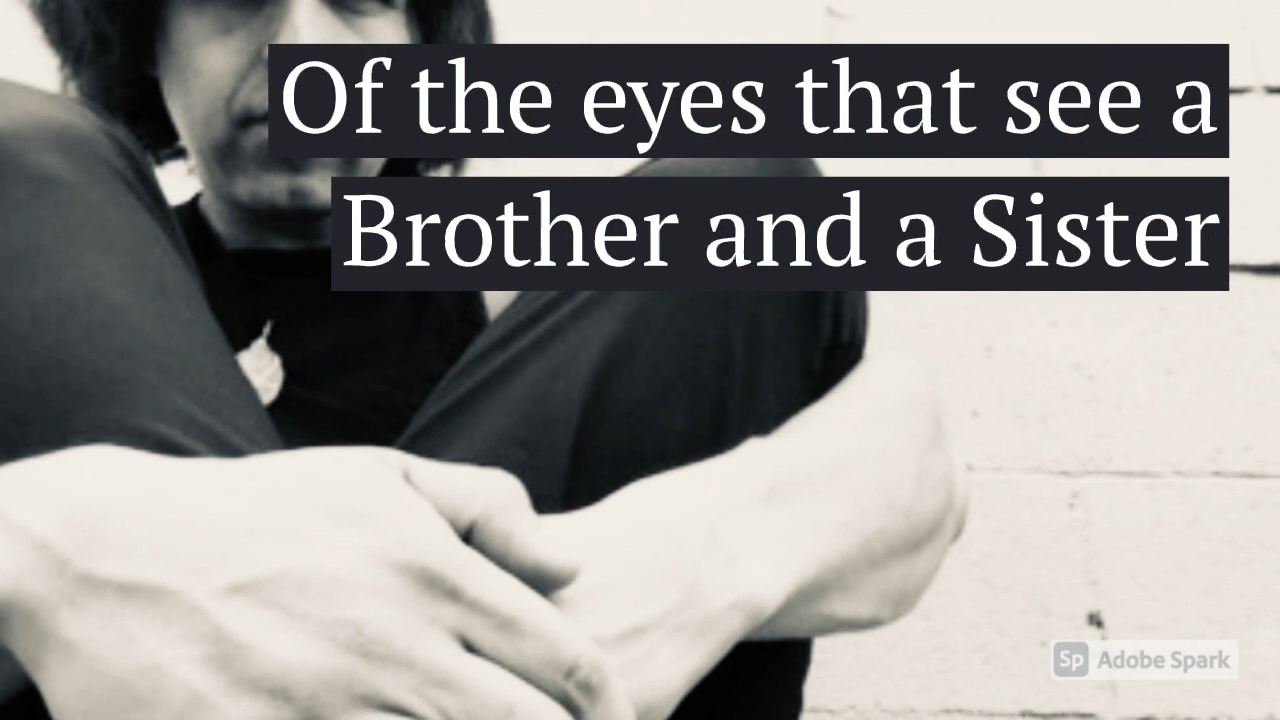 Of the eyes that see a
Brother and a Sister
Sp Adobe Spark